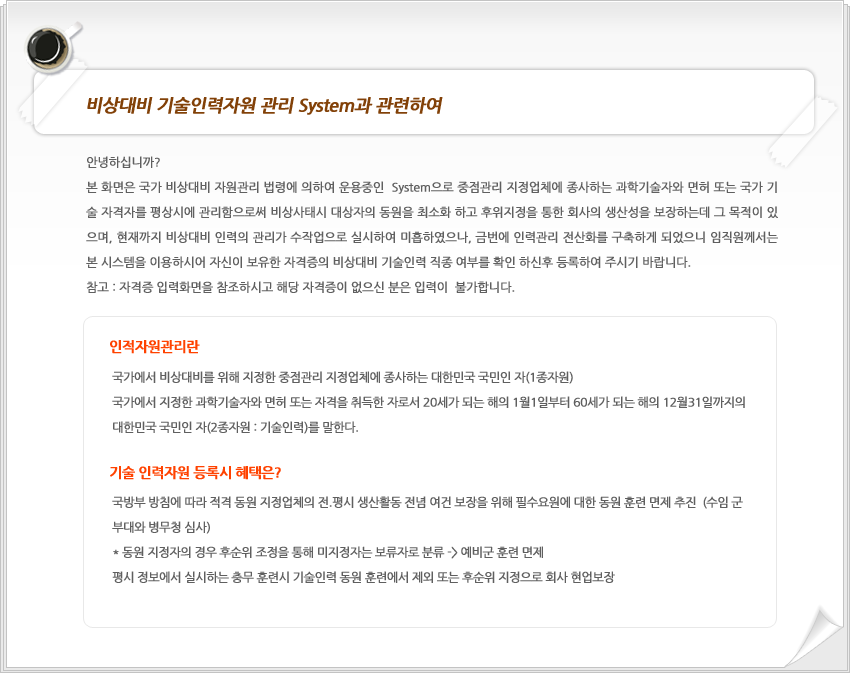 비상대비 기술인력자원 관리 System과 관련하여
안녕하십니까?
본 화면은 국가 비상대비 자원관리 법령에 의하여 운용중인 System으로 중점관리 지정업체에 종사하는 과학기술자와 면허 또는 국가 기
술 자격자를 평상시에 관리함으로써 비상사태시 대상자의 동원을 최소화 하고 후위지정을 통한 회사의 생산성을 보장하는데 그 목적이 있
으며, 현재까지 비상대비 인력의 관리가 수작업으로 실시하여 미흡하였으나, 금번에 인력관리 전산화를 구축하게 되었으니 임직원께서는
본 시스템을 이용하시어 자신이 보유한 자격증의 비상대비 기술인력 직종 여부를 확인 하신후 등록하여 주시기 바랍니다.
참고 : 자격증 입력화면을 참조하시고 해당 자격증이 없으신 분은 입력이 불가합니다.
인적자원관리란
국가에서 비상대비를 위해 지정한 중점관리 지정업체에 종사하는 대한민국 국민인 자(1종자원)
국가에서 지정한 과학기술자와 면허 또는 자격을 취득한 자로서 20세가 되는 해의 1월1일부터 60세가 되는 해의 12월31일까지의
대한민국 국민인 자(2종자원 : 기술인력)를 말한다.
기술 인력자원 등록시 혜택은?
국방부 방침에 따라 적격 동원 지정업체의 전.평시 생산활동 전념 여건 보장을 위해 필수요원에 대한 동원 훈련 면제 추진 (수임 군
부대와 병무청 심사)
* 동원 지정자의 경우 후순위 조정을 통해 미지정자는 보류자로 분류 -> 예비군 훈련 면제
평시 정보에서 실시하는 충무 훈련시 기술인력 동원 훈련에서 제외 또는 후순위 지정으로 회사 현업보장